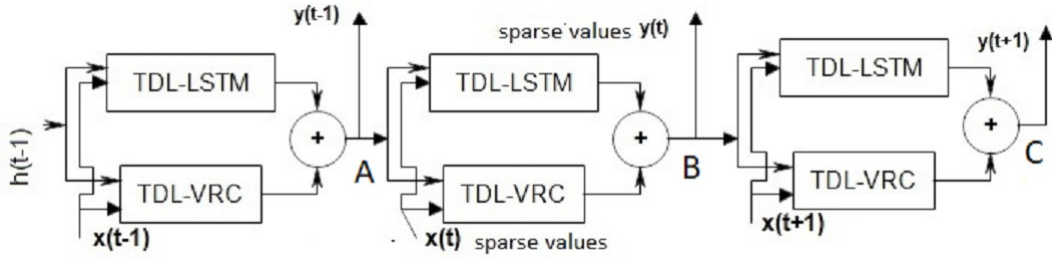 y(t-1)
sparse values y(t)
y(t+1)
TDL-LSTM
TDL-LSTM
TDL-LSTM
h(t-1)
+
+
+
A
B
C
TDL-VRC
TDL-VRC
TDL-VRC
x(t-1)
x(t) sparse values
x(t+1)